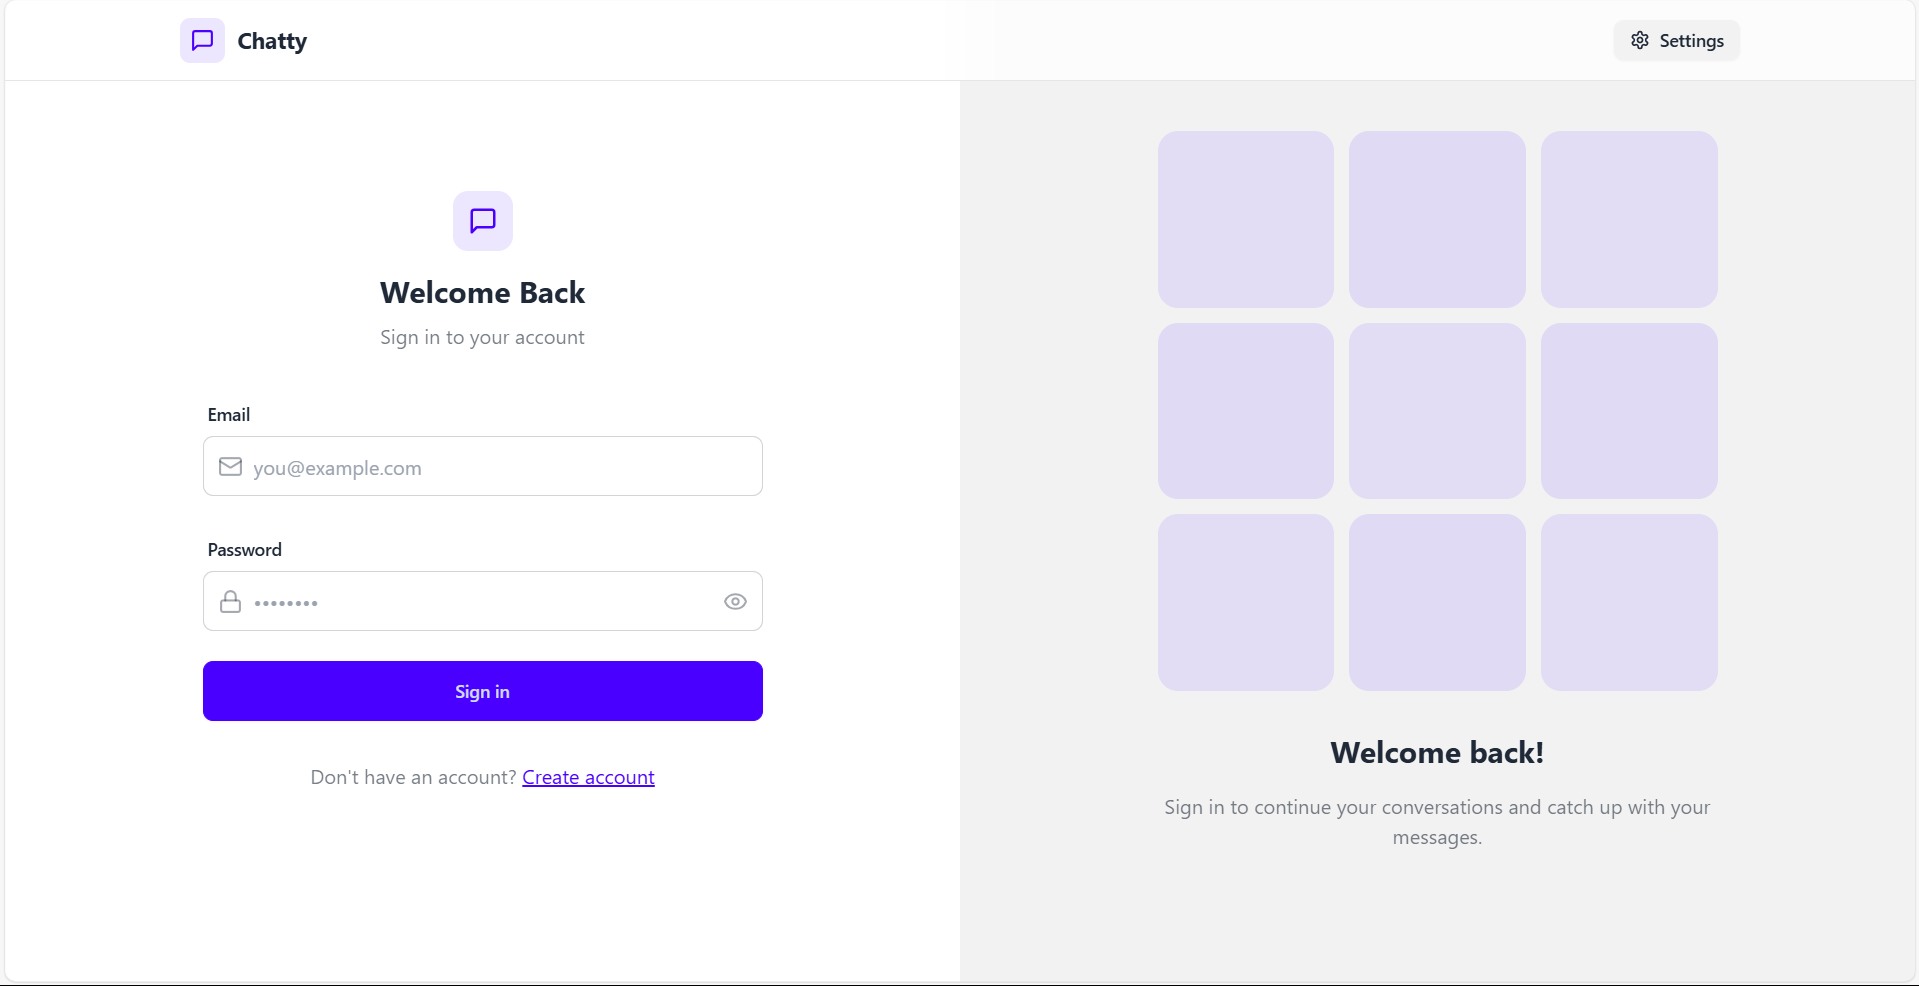 Chatty
Settings
Welcome Back
Sign in to your account
Email
you@example.com
Password
••••••••
Sign in
Don't have an account? Create account
Welcome back!
Sign in to continue your conversations and catch up with your
messages.